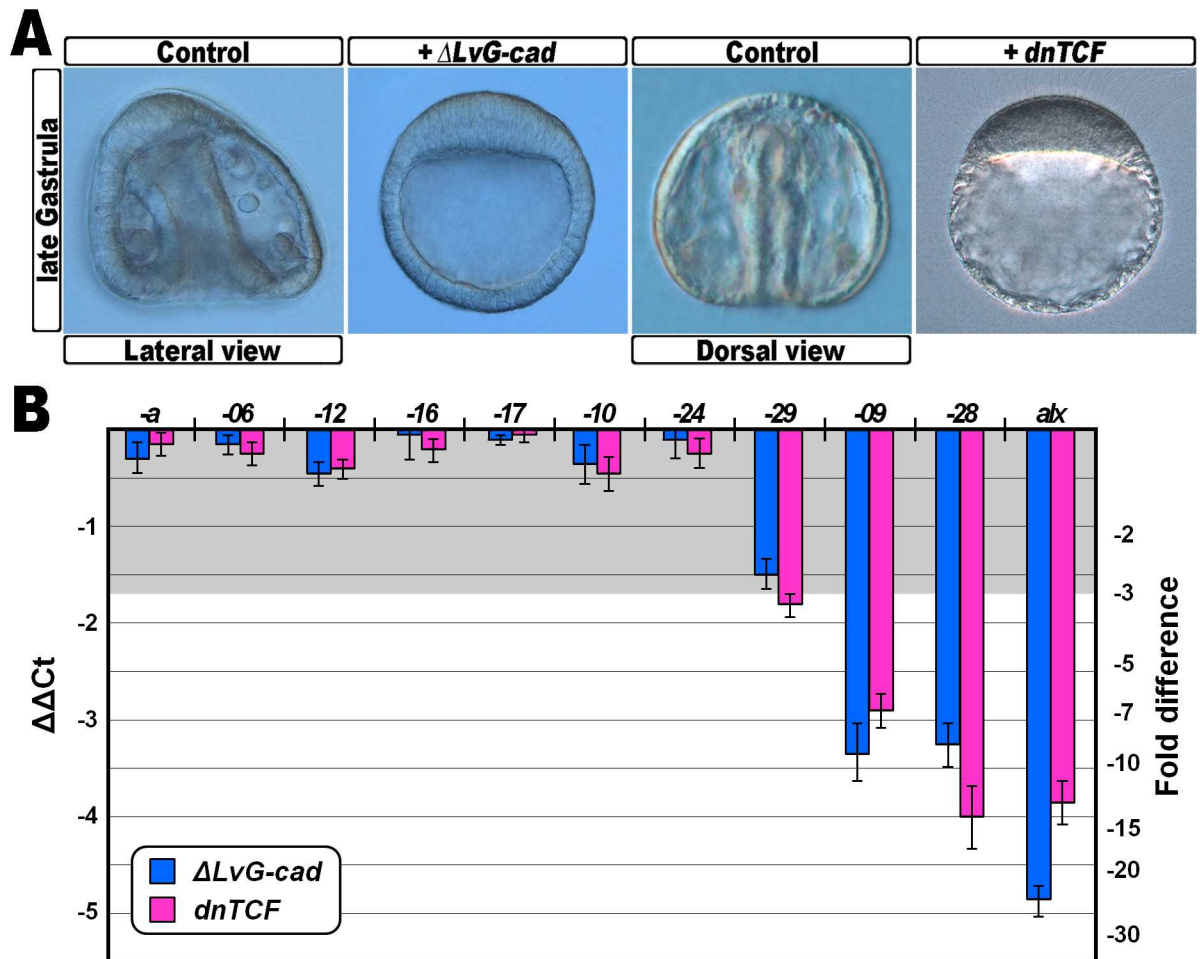 A
Control
+ ΔLvG-cad
Control
+ dnTCF
late Gastrula
Lateral view
Dorsal view
B
-a -06 -12 -16 -17 -10 -24 -29 -09 -28 alx
ΔΔCt
-1
-2
-3
-4
-5
-2
-3
-5
-7
-10
-15
-20
-30
Fold difference
ΔLvG-cad
dnTCF